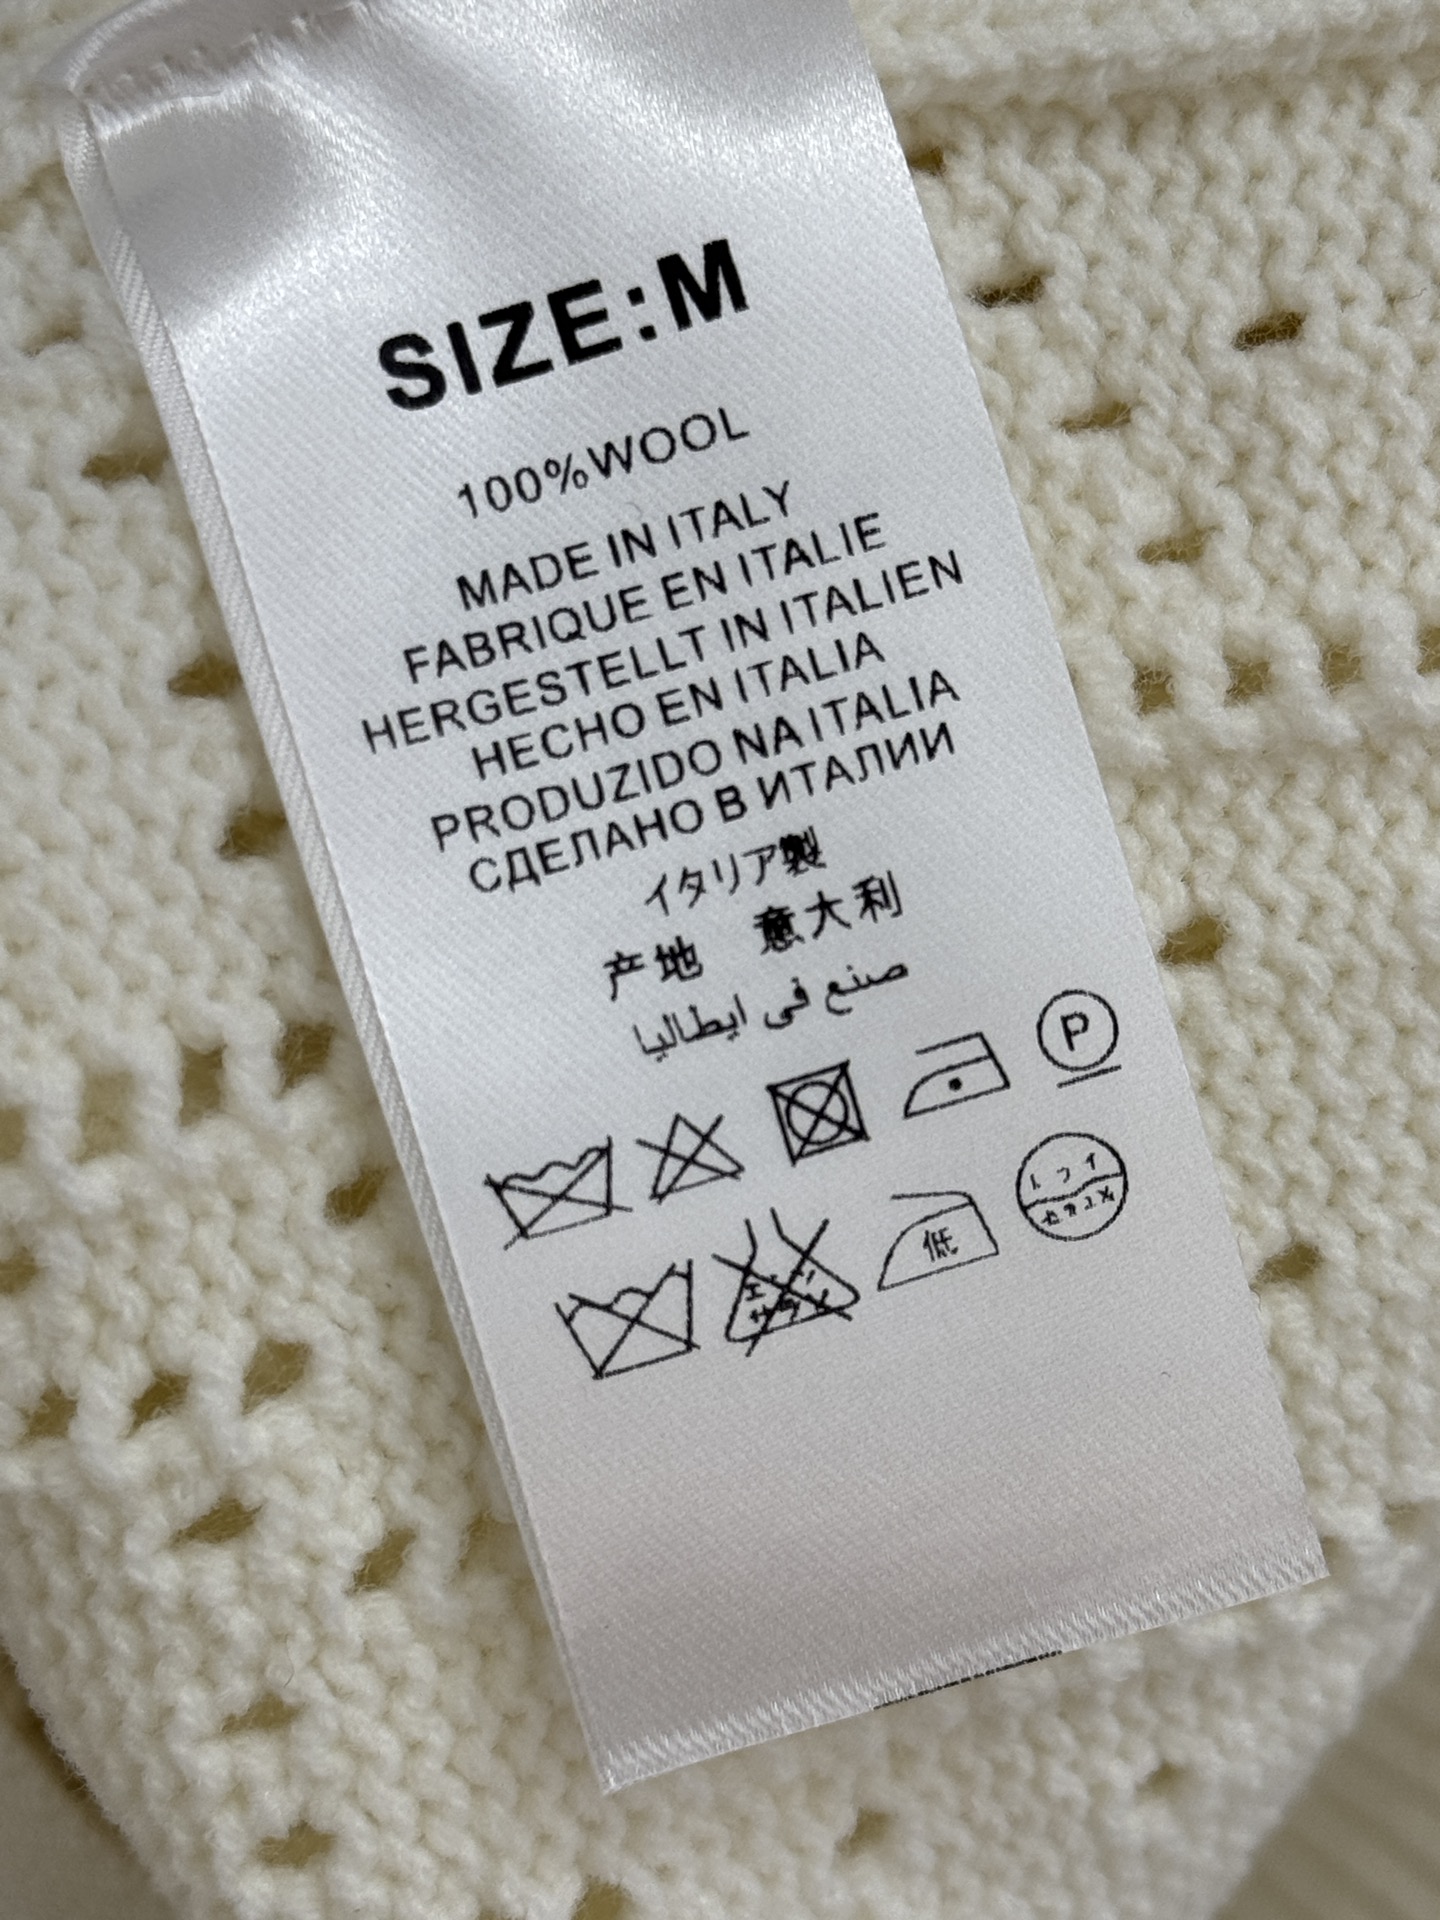 SIZE:M
100%WOOL
MADE IN ITALY
FABRIQUE EN ITALIE
HERGESTELLT IN ITALIEN
HECHO EN ITALIA
PRODUZIDO NA ITALIA
СДЕЛАНО В ИТАЛИИ
イタリア製
产地 意大利
صنع في ايطاليا
P
低